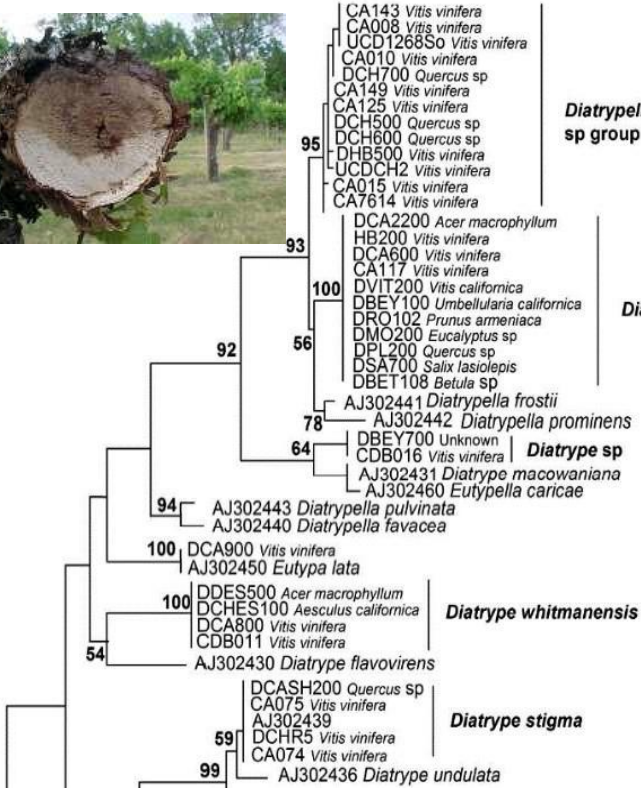 CA143 Vitis vinifera
CA008 Vitis vinifera
UCD1268So Vitis vinifera
CA010 Vitis vinifera
DCH700 Quercus sp
CA149 Vitis vinifera
CA125 Vitis vinifera
DCH500 Quercus sp
DCH600 Quercus sp
DHB500 Vitis vinifera
UCDCH2 Vitis vinifera
CA015 Vitis vinifera
CA7614 Vitis vinifera
95
sp group
93
DCA2200 Acer macrophyllum
HB200 Vitis vinifera
DCA600 Vitis vinifera
CA117 Vitis vinifera
DVIT200 Vitis californica
100
DBEY100 Umbellularia californica
DRO102 Prunus armeniaca
DMO200 Eucalyptus sp
56
DPL200 Quercus sp
DSA700 Salix lasiolepis
DBET108 Betula sp
92
AJ302441 Diatrypella frostii
78
AJ302442 Diatrypella prominens
64
DBEY700 Unknown
CDB016 Vitis vinifera
Diatrype sp
AJ302431 Diatrype macowaniana
AJ302460 Eutypella caricae
94
AJ302443 Diatrypella pulvinata
AJ302440 Diatrypella favacea
100
DCA900 Vitis vinifera
AJ302450 Eutypa lata
100
DDES500 Acer macrophyllum
DCHES100 Aesculus californica
DCA800 Vitis vinifera
CDB011 Vitis vinifera
Diatrype whitmanensis
54
AJ302430 Diatrype flavovirens
DCASH200 Quercus sp
CA075 Vitis vinifera
AJ302439
DCHR5 Vitis vinifera
CA074 Vitis vinifera
Diatrype stigma
59
99
AJ302436 Diatrype undulata